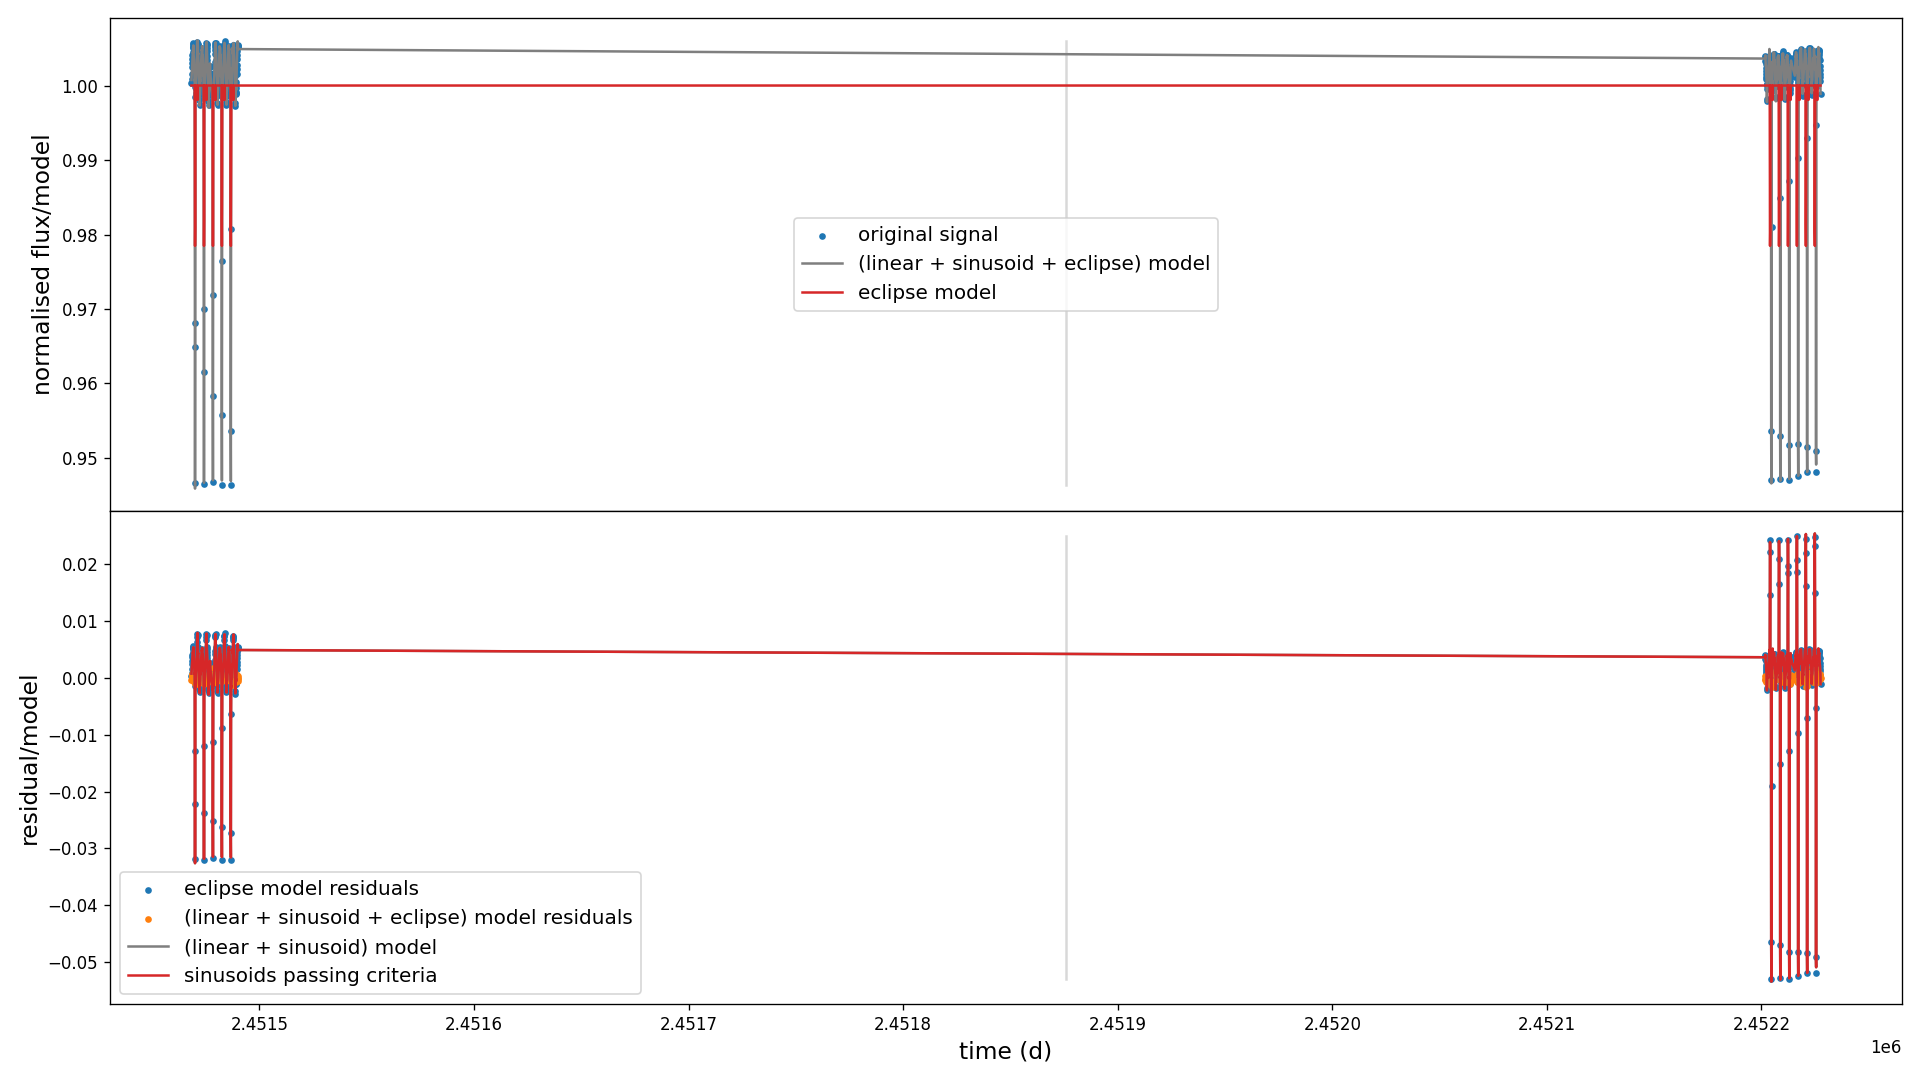 1.00
0.99
0.98
0.97
0.96
0.95
normalised flux/model
original signal
(linear + sinusoid + eclipse) model
eclipse model
0.02
0.01
0.00
−0.01
−0.02
−0.03
−0.04
−0.05
residual/model
eclipse model residuals
(linear + sinusoid + eclipse) model residuals
(linear + sinusoid) model
sinusoids passing criteria
2.4515 2.4516 2.4517 2.4518 2.4519 2.4520 2.4521 2.4522
1e6
time (d)